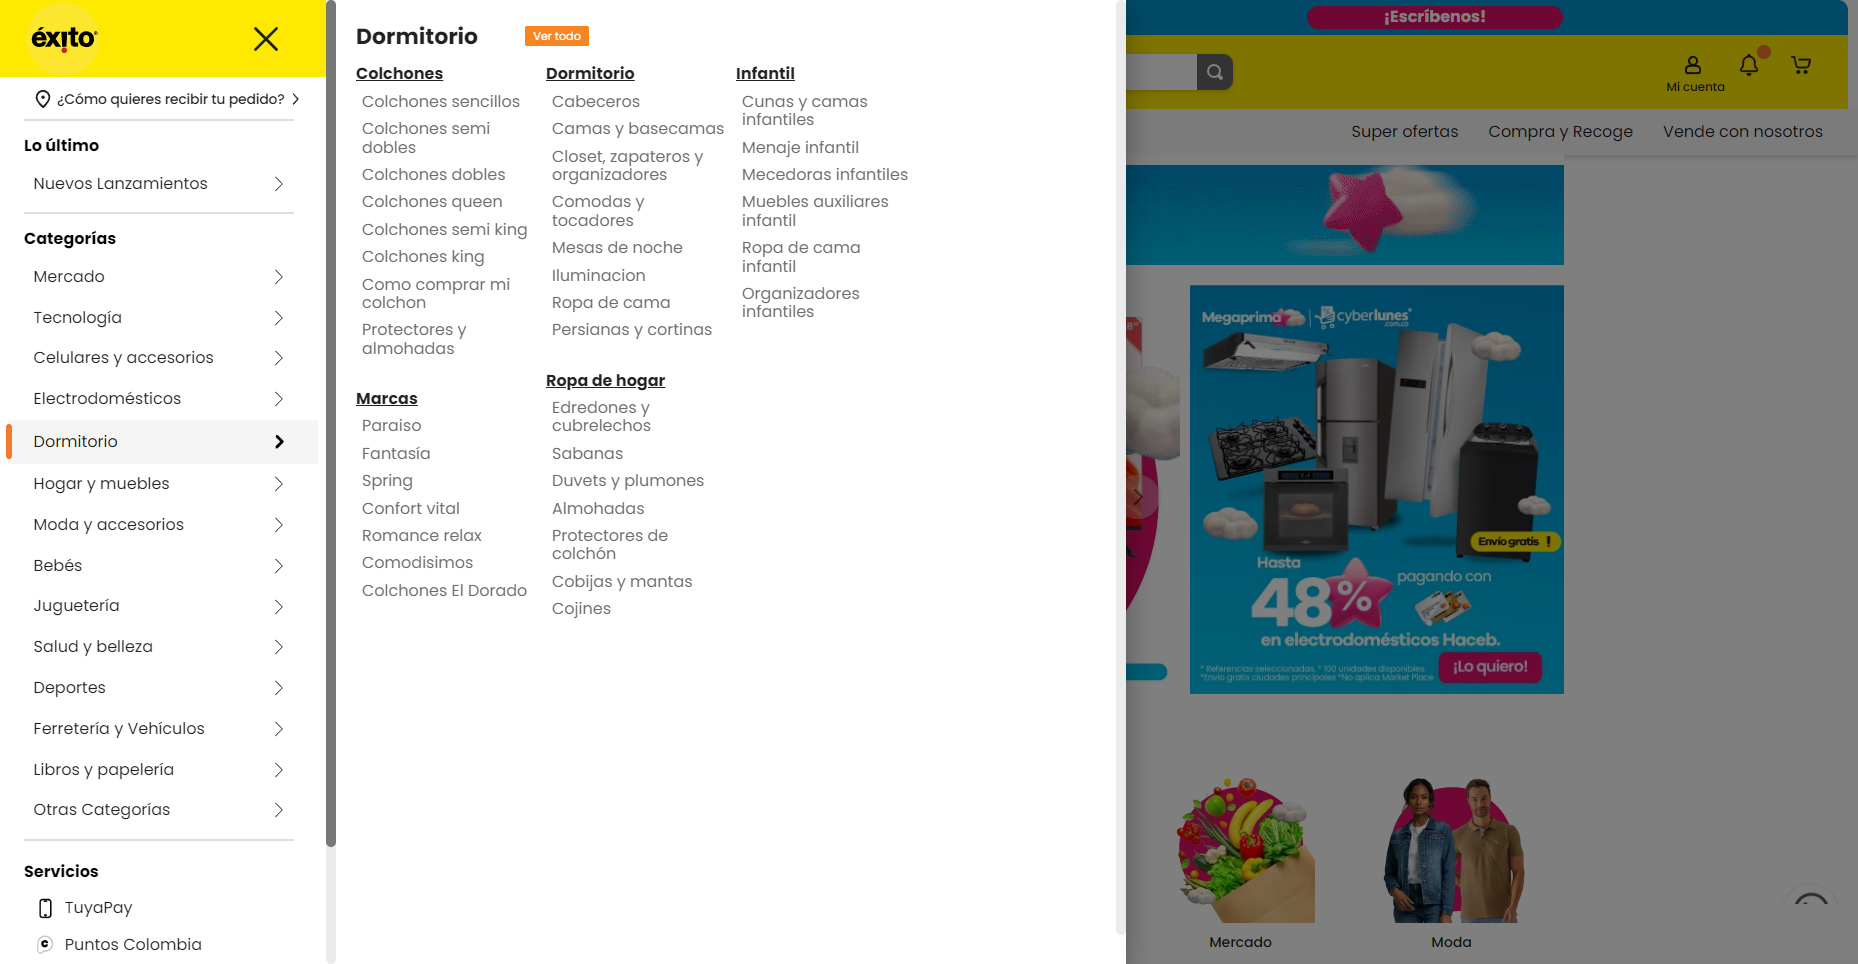 éxito
¿Cómo quieres recibir tu pedido?
Lo último
Nuevos Lanzamientos
Categorías
Mercado
Tecnología
Celulares y accesorios
Electrodomésticos
Dormitorio
Hogar y muebles
Moda y accesorios
Bebés
Juguetería
Salud y belleza
Deportes
Ferretería y Vehículos
Libros y papelería
Otras Categorías
Servicios
TuyaPay
Puntos Colombia
Dormitorio
Ver todo
Colchones
Colchones sencillos
Colchones semi
dobles
Colchones dobles
Colchones queen
Colchones semi king
Colchones king
Como comprar mi
colchon
Protectores y
almohadas
Marcas
Paraiso
Fantasía
Spring
Confort vital
Romance relax
Comodisimos
Colchones El Dorado
Dormitorio
Cabeceros
Camas y basecamas
Closet, zapateros y
organizadores
Comodas y
tocadores
Mesas de noche
Iluminacion
Ropa de cama
Persianas y cortinas
Ropa de hogar
Edredones y
cubrelechos
Sabanas
Duvets y plumones
Almohadas
Protectores de
colchón
Cobijas y mantas
Cojines
Infantil
Cunas y camas
infantiles
Menaje infantil
Mecedoras infantiles
Muebles auxiliares
infantil
Ropa de cama
infantil
Organizadores
infantiles
¡Escríbenos!
Mi cuenta
Super ofertas
Compra y Recoge
Vende con nosotros
8"
Megaprima
cyberlunes
.com.co
Envío gratis !
Hasta
48%
pagando con
en electrodomésticos Haceb.
* Referencias seleccionadas. * 100 unidades disponibles.
*Envío gratis ciudades principales *No aplica Market Place
¡Lo quiero!
Mercado
Moda